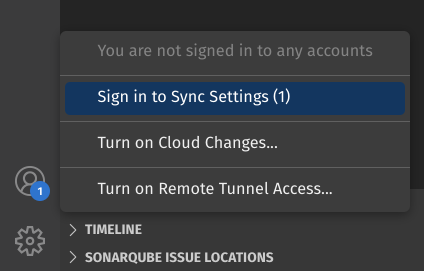 You are not signed in to any accounts
Sign in to Sync Settings (1)
Turn on Cloud Changes...
Turn on Remote Tunnel Access...
1
TIMELINE
SONARQUBE ISSUE LOCATIONS